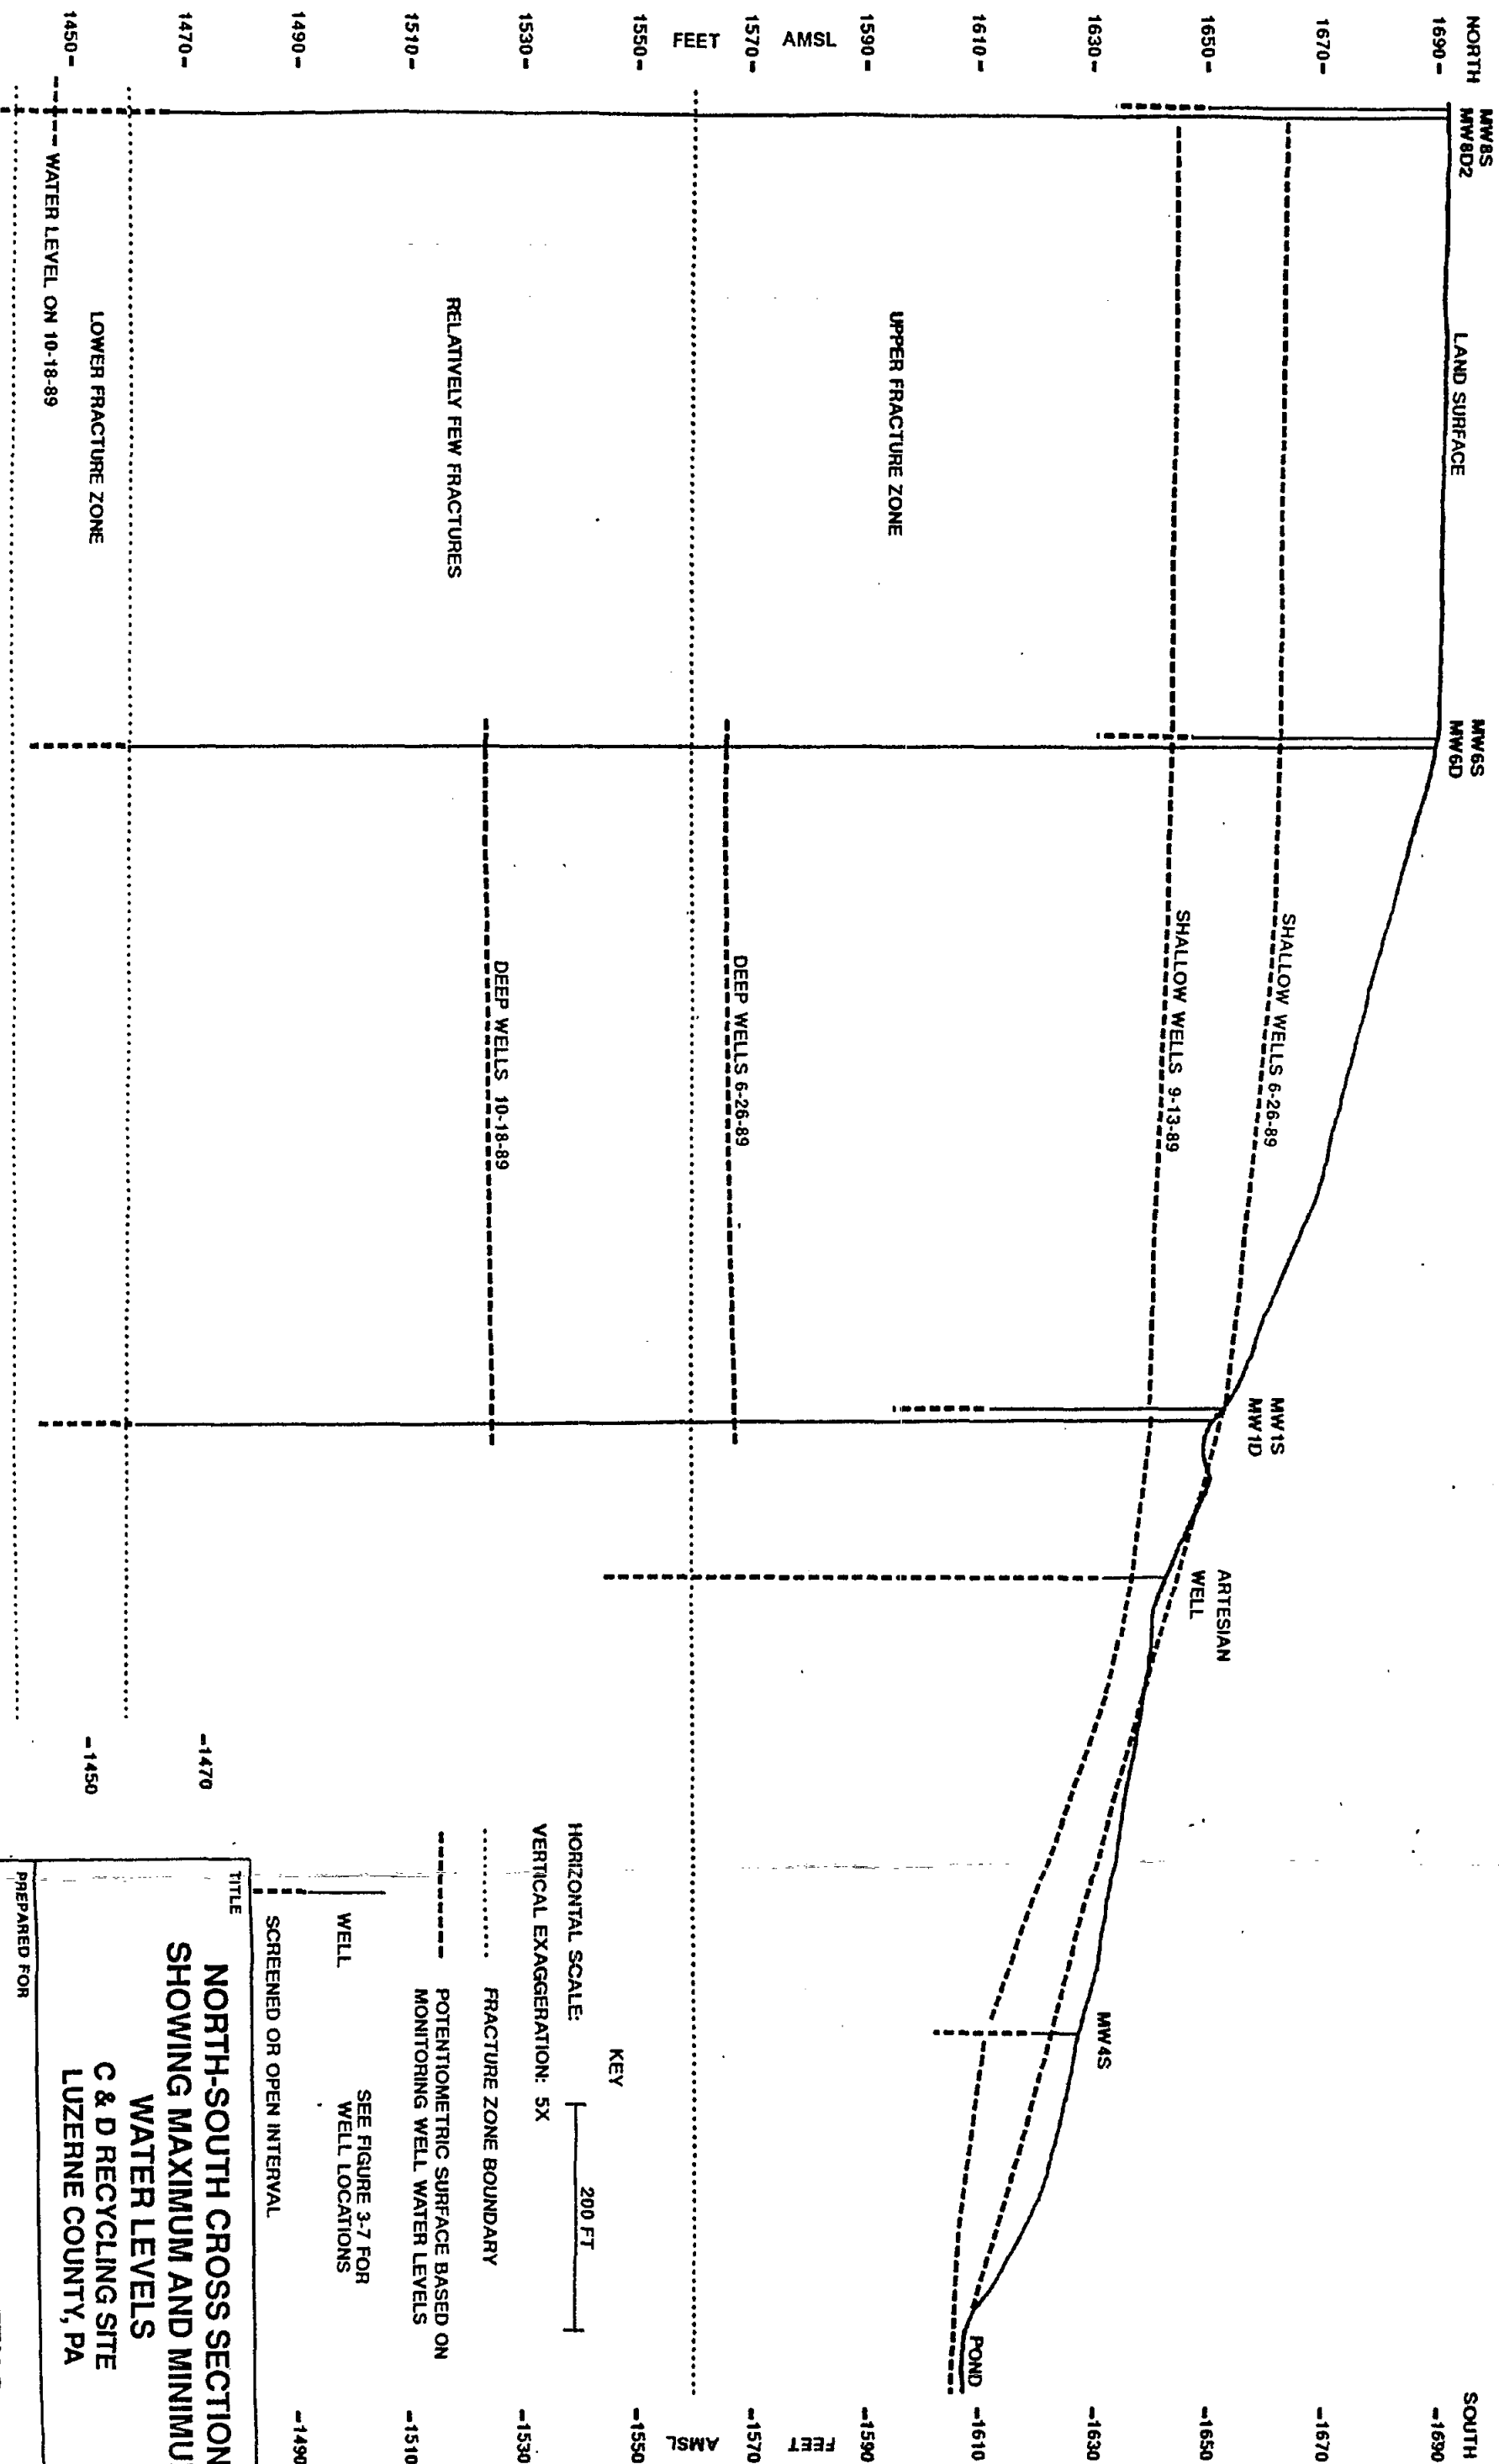 NORTH
SOUTH
MW8S
MW8D2
LAND SURFACE
MW6S
MW6D
MW1S
MW1D
ARTESIAN
WELL
MW4S
POND
1690-
1670-
1650-
1630-
1610-
1590-
AMSL
1570-
FEET
1550-
1530-
1510-
1490-
1470-
1450-
-1690
-1670
-1650
-1630
-1610
-1590
FEET
-1570
AMSL
-1550
-1530
-1510
-1490
-1470
-1450
SHALLOW WELLS 6-26-89
SHALLOW WELLS 9-13-89
UPPER FRACTURE ZONE
DEEP WELLS 6-26-89
DEEP WELLS 10-18-89
RELATIVELY FEW FRACTURES
LOWER FRACTURE ZONE
WATER LEVEL ON 10-18-89
KEY
HORIZONTAL SCALE:
200 FT
VERTICAL EXAGGERATION: 5X
FRACTURE ZONE BOUNDARY
POTENTIOMETRIC SURFACE BASED ON
MONITORING WELL WATER LEVELS
WELL
SEE FIGURE 3-7 FOR
WELL LOCATIONS
SCREENED OR OPEN INTERVAL
TITLE
NORTH-SOUTH CROSS SECTION
SHOWING MAXIMUM AND MINIMU
WATER LEVELS
C & D RECYCLING SITE
LUZERNE COUNTY, PA
PREPARED FOR